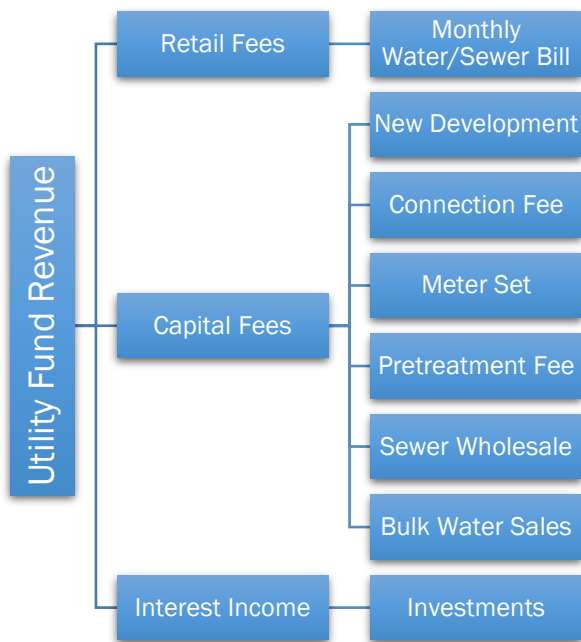 Utility Fund Revenue
Retail Fees
Monthly
Water/Sewer Bill
Capital Fees
New Development
Connection Fee
Meter Set
Pretreatment Fee
Sewer Wholesale
Bulk Water Sales
Interest Income
Investments